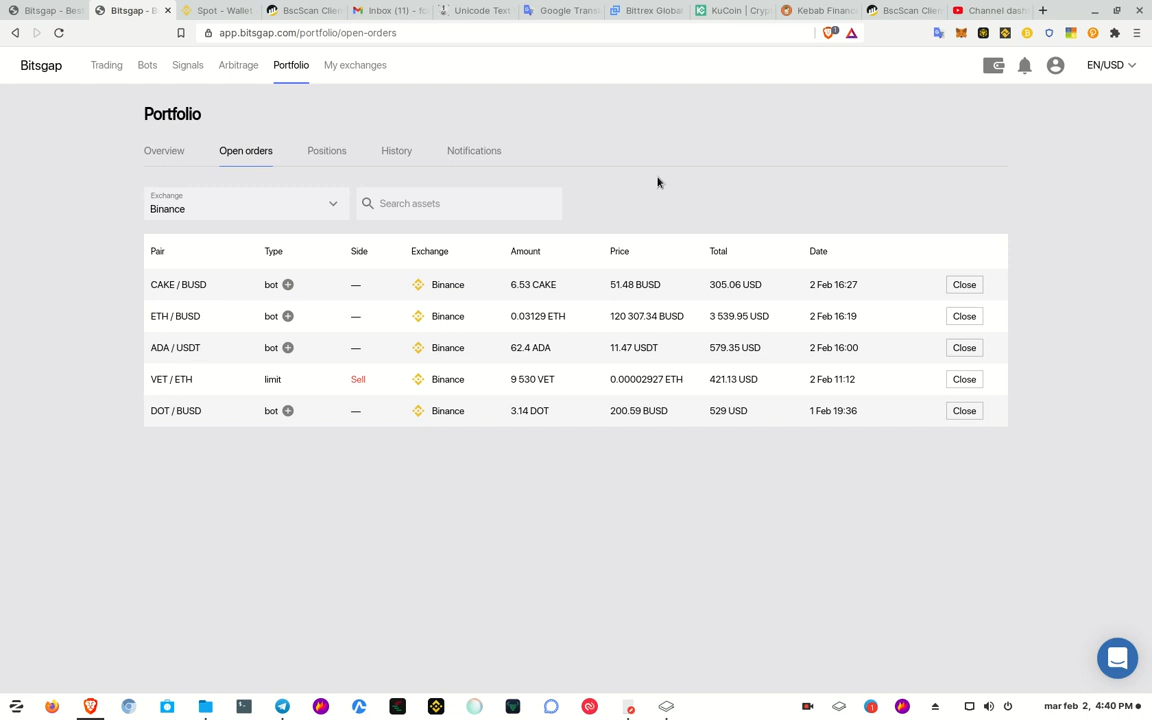 Bitsgap - Bes
Bitsgap - B
Spot - Wallet
BscScan Clien
Inbox (11) - fc
Unicode Text
Google Trans
Bittrex Global
KuCoin | Cryp
Kebab Financ
BscScan Clien
Channel dash
app.bitsgap.com/portfolio/open-orders
1
Bitsgap Trading Bots Signals Arbitrage Portfolio My exchanges EN/USD
Portfolio
Overview Open orders Positions History Notifications
Exchange
Binance
Search assets
Pair Type Side Exchange Amount Price Total Date
CAKE / BUSD bot — Binance 6.53 CAKE 51.48 BUSD 305.06 USD 2 Feb 16:27 Close
ETH / BUSD bot — Binance 0.03129 ETH 120 307.34 BUSD 3 539.95 USD 2 Feb 16:19 Close
ADA / USDT bot — Binance 62.4 ADA 11.47 USDT 579.35 USD 2 Feb 16:00 Close
VET / ETH limit Sell Binance 9 530 VET 0.00002927 ETH 421.13 USD 2 Feb 11:12 Close
DOT / BUSD bot — Binance 3.14 DOT 200.59 BUSD 529 USD 1 Feb 19:36 Close
mar feb 2, 4:40 PM